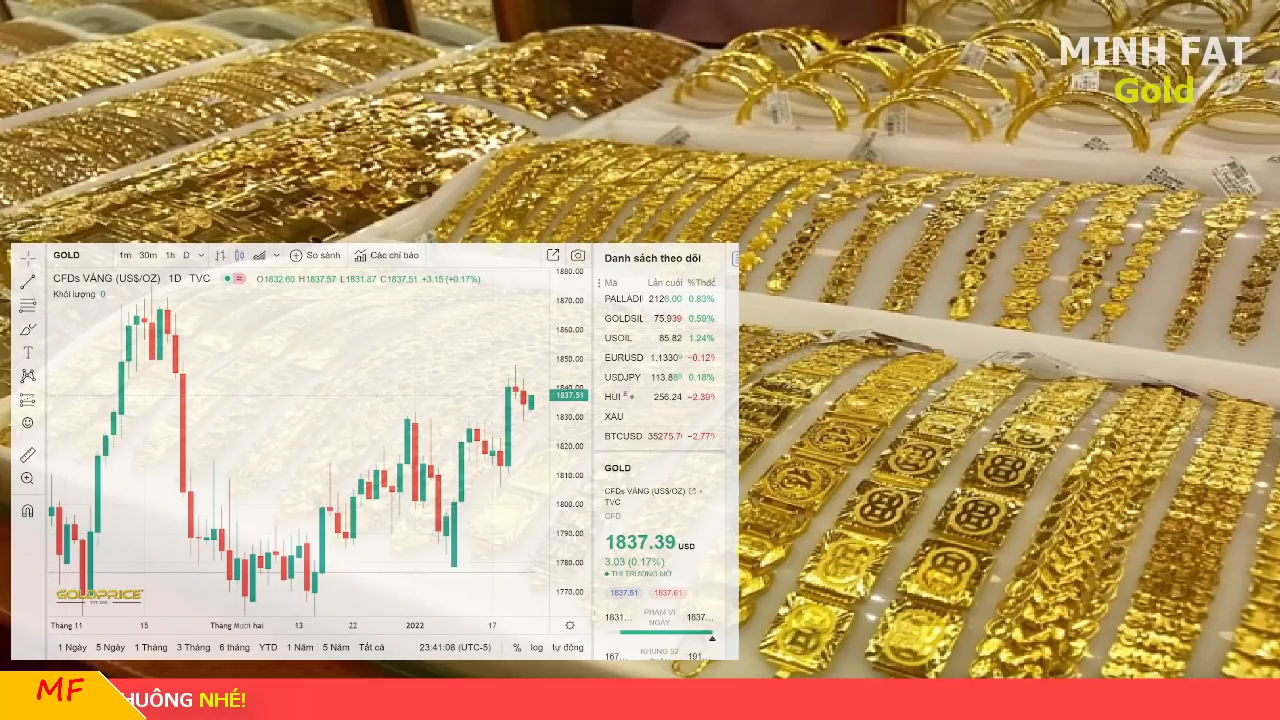 MINH FAT
Gold
GOLD 1m 30m 1h D So sánh Các chỉ báo
CFDs VÀNG (US$/OZ) 1D TVC O1832.60 H1837.57 L1831.87 C1837.51 +3.15 (+0.17%)
Khối lượng 0
1880.00
1870.00
1860.00
1850.00
1840.00
1837.51
1830.00
1820.00
1810.00
1800.00
1790.00
1780.00
1770.00
GOLDPRICE
Tháng 11 15 Tháng Mười hai 13 22 2022 17
1 Ngày 5 Ngày 1 Tháng 3 Tháng 6 tháng YTD 1 Năm 5 Năm Tất cả 23:41:08 (UTC-5) % log tự động
Danh sách theo dõi
Mã Lần cuối %Thđ
PALLADI 2126.00 0.83%
GOLDSIL 75.939 0.59%
USOIL 85.82 1.24%
EURUSD 1.1330⁹ −0.12%
USDJPY 113.88⁰ 0.18%
HUI E 256.24 −2.39%
XAU
BTCUSD 35275.7 −2.77%
GOLD
CFDs VÀNG (US$/OZ)
TVC
CFD
1837.39 USD
3.03 (0.17%)
THỊ TRƯỜNG MỞ
1837.51 1837.61
1831... PHẠM VI NGÀY 1837...
167... KHUNG 52 191...
MF HUÔNG NHÉ!